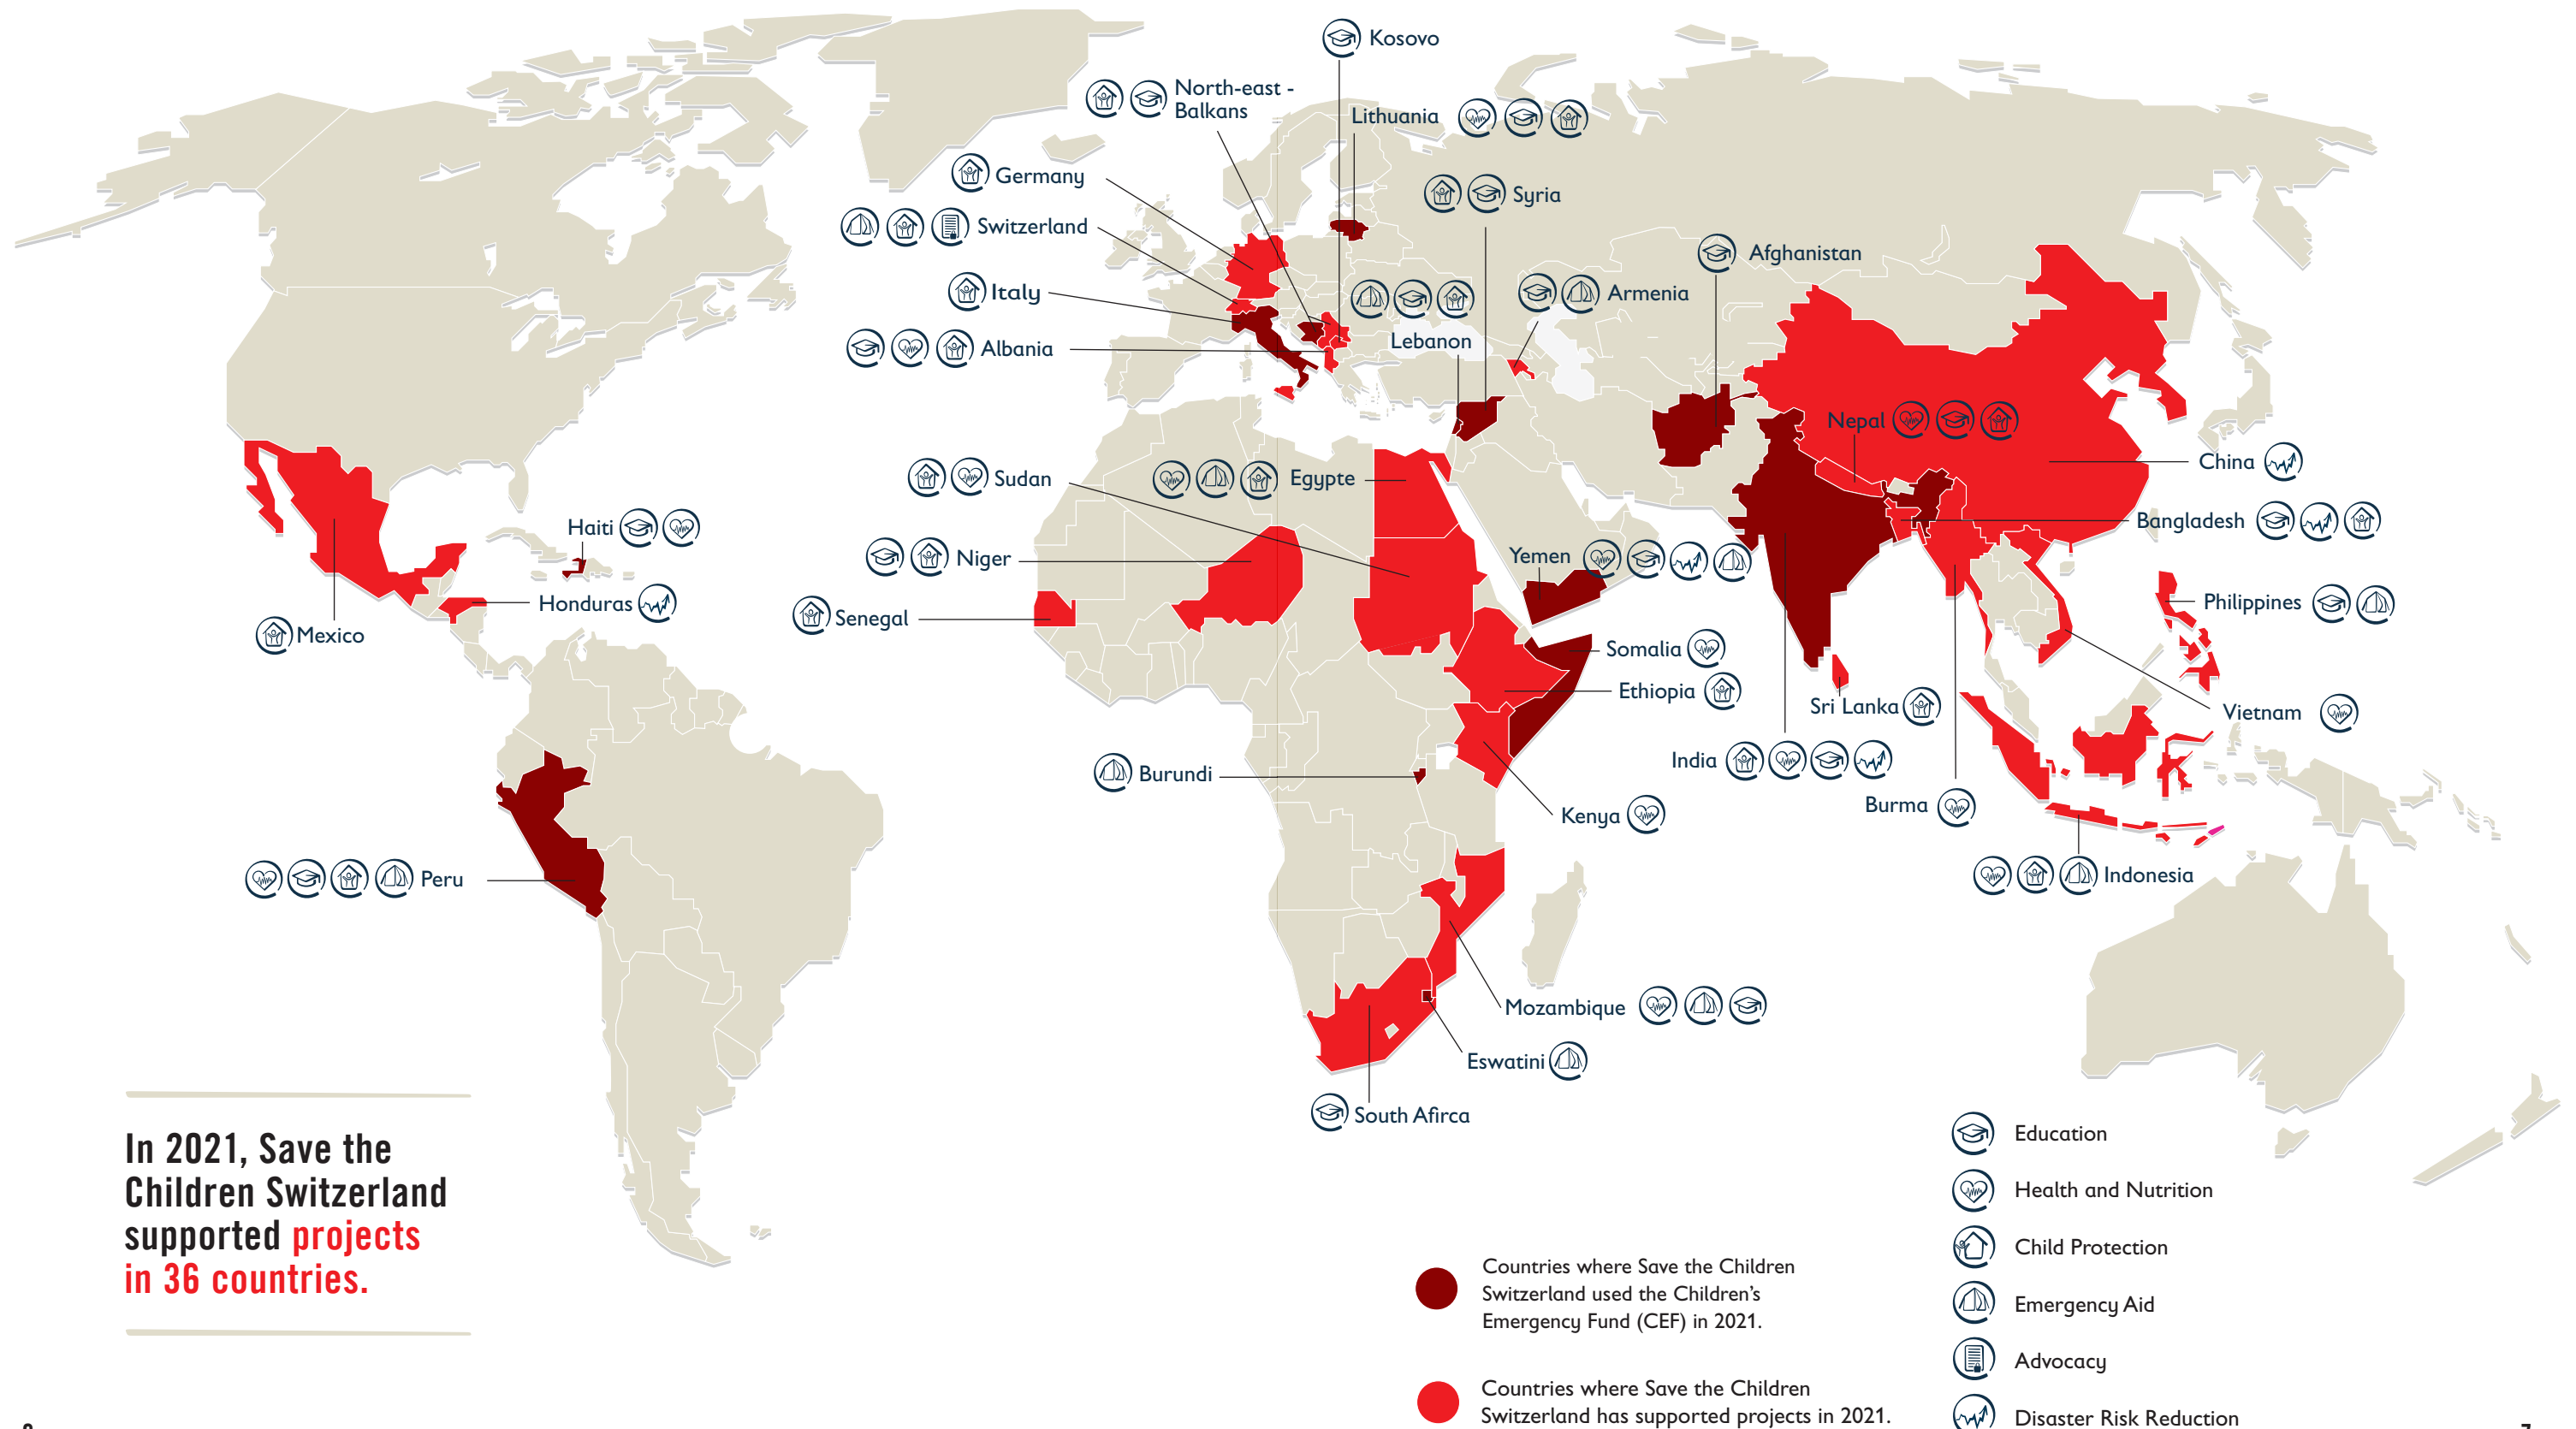 Kosovo
North-east -
Balkans
Lithuania
Germany
Syria
Switzerland
Afghanistan
Italy
Armenia
Lebanon
Albania
Nepal
China
Sudan
Egypte
Bangladesh
Haiti
Niger
Yemen
Honduras
Philippines
Senegal
Mexico
Somalia
Ethiopia
Sri Lanka
Vietnam
India
Burundi
Burma
Kenya
Peru
Indonesia
Mozambique
Eswatini
South Afirca
In 2021, Save the
Children Switzerland
supported projects
in 36 countries.
Countries where Save the Children
Switzerland used the Children’s
Emergency Fund (CEF) in 2021.
Countries where Save the Children
Switzerland has supported projects in 2021.
Education
Health and Nutrition
Child Protection
Emergency Aid
Advocacy
Disaster Risk Reduction